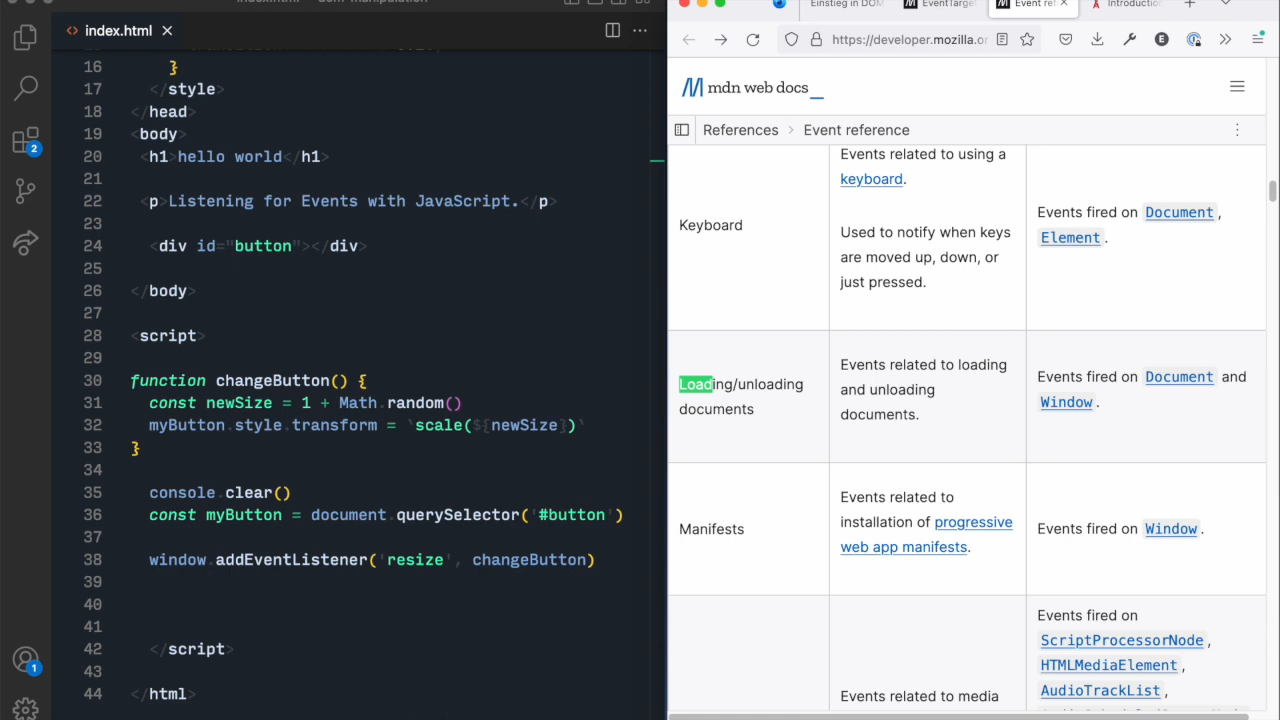 index.html
16 }
17 </style>
18 </head>
19 <body>
20 <h1>hello world</h1>
21
22 <p>Listening for Events with JavaScript.</p>
23
24 <div id="button"></div>
25
26 </body>
27
28 <script>
29
30 function changeButton() {
31 const newSize = 1 + Math.random()
32 myButton.style.transform = `scale(${newSize})`
33 }
34
35 console.clear()
36 const myButton = document.querySelector('#button')
37
38 window.addEventListener('resize', changeButton)
39
40
41
42 </script>
43
44 </html>
2
1
Einstieg in DOM
EventTarget
Event ref
Introductio
https://developer.mozilla.or
mdn web docs_
References > Event reference
Keyboard
Events related to using a
keyboard.
Used to notify when keys
are moved up, down, or
just pressed.
Events fired on Document,
Element.
Loading/unloading
documents
Events related to loading
and unloading
documents.
Events fired on Document and
Window.
Manifests
Events related to
installation of progressive
web app manifests.
Events fired on Window.
Events related to media
Events fired on
ScriptProcessorNode,
HTMLMediaElement,
AudioTrackList,